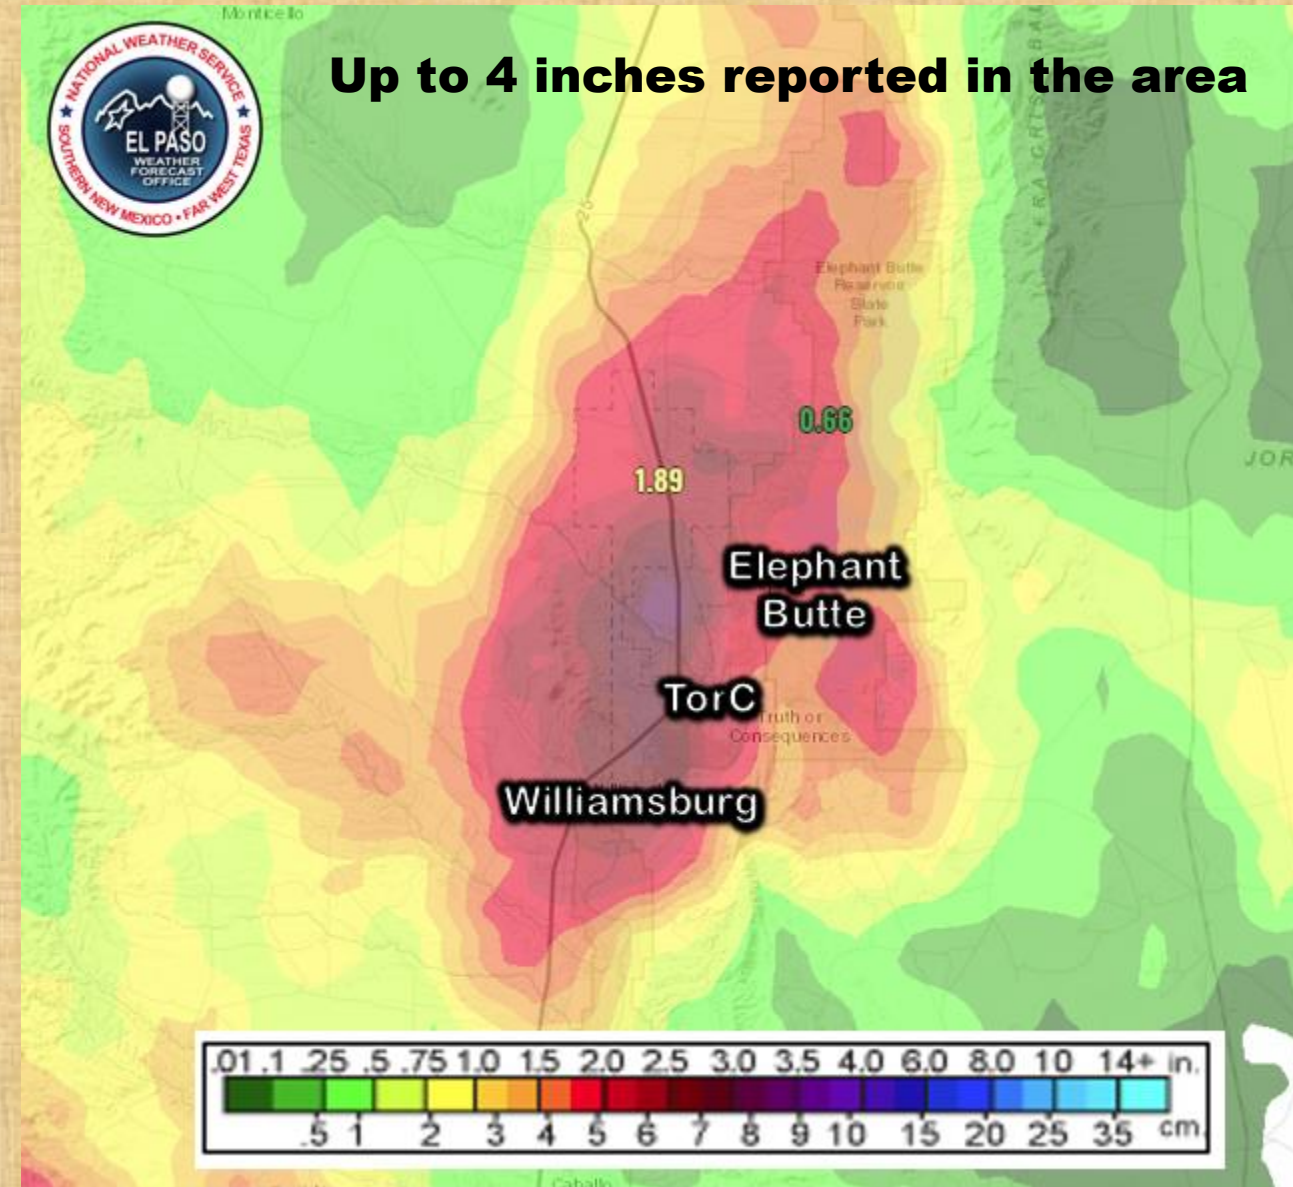 Monticello
Up to 4 inches reported in the area
NATIONAL WEATHER SERVICE
EL PASO
WEATHER
FORECAST
OFFICE
SOUTHERN NEW MEXICO • FAR WEST TEXAS
FRA CRISTOBAL
25
Elephant Butte
Reservoir
State
Park
0.66
JOR
1.89
Elephant
Butte
TorC
Truth or
Consequences
Williamsburg
.01 .1 .25 .5 .75 1.0 1.5 2.0 2.5 3.0 3.5 4.0 6.0 8.0 10 14+ in.
.5 1 2 3 4 5 6 7 8 9 10 15 20 25 35 cm.
Caballo